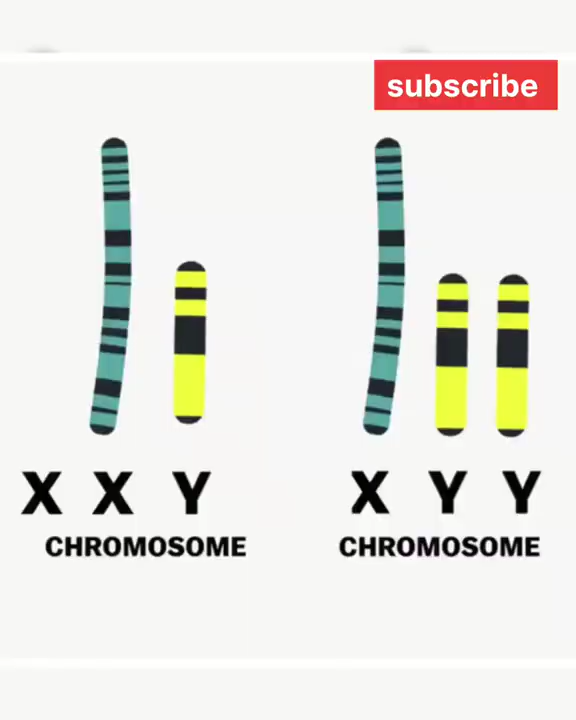 subscribe
X X Y
CHROMOSOME
X Y Y
CHROMOSOME